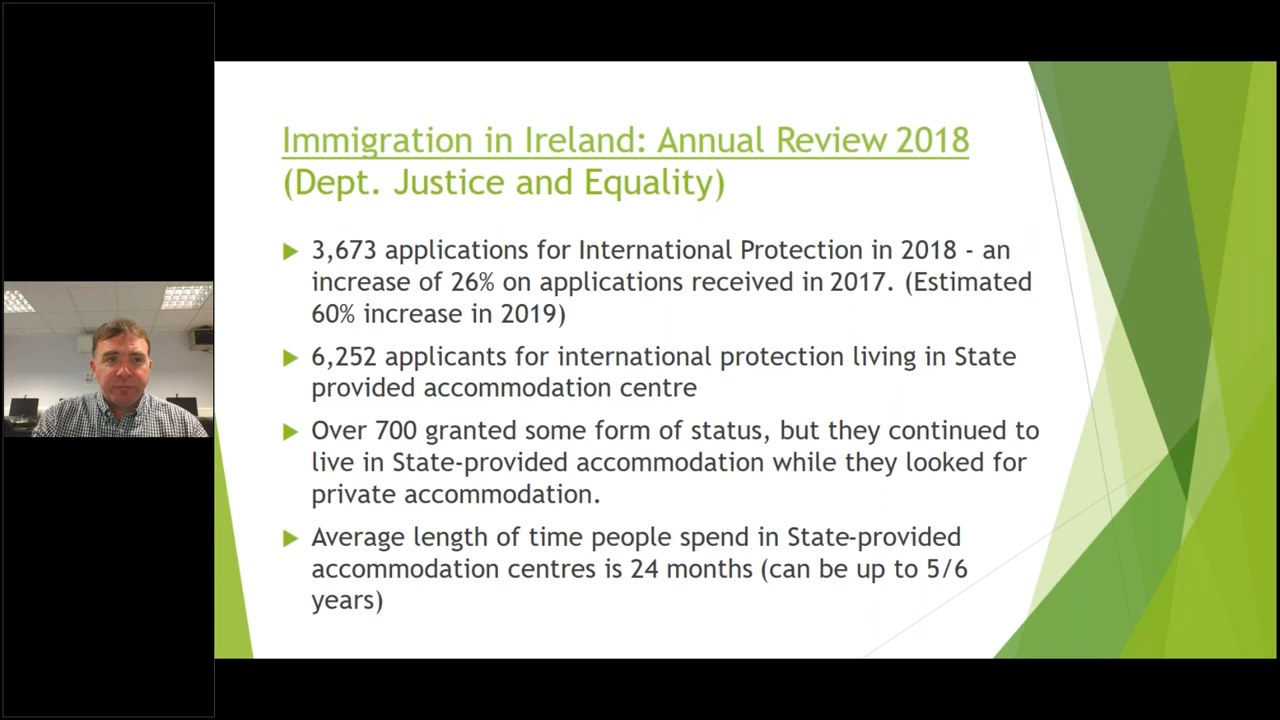 Immigration in Ireland: Annual Review 2018
(Dept. Justice and Equality)
3,673 applications for International Protection in 2018 - an
increase of 26% on applications received in 2017. (Estimated
60% increase in 2019)
6,252 applicants for international protection living in State
provided accommodation centre
Over 700 granted some form of status, but they continued to
live in State-provided accommodation while they looked for
private accommodation.
Average length of time people spend in State-provided
accommodation centres is 24 months (can be up to 5/6
years)